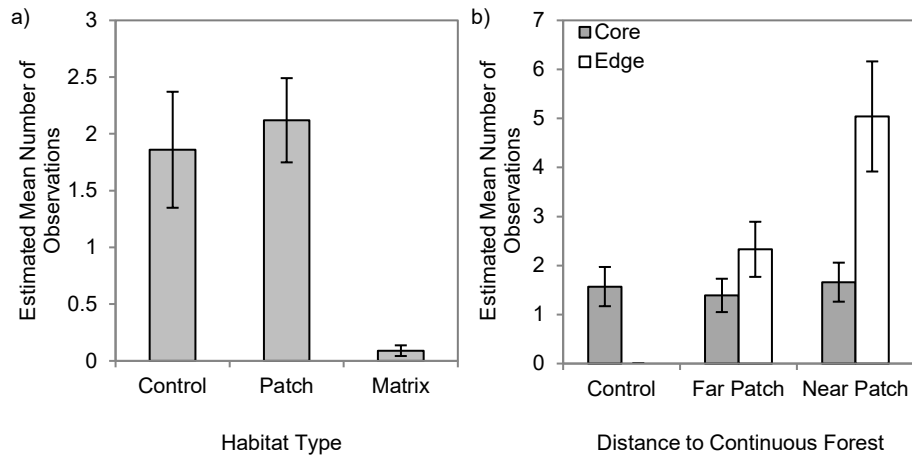 a)
Estimated Mean Number of
Observations
3
2.5
2
1.5
1
0.5
0
Control Patch Matrix
Habitat Type
b)
Estimated Mean Number of
Observations
7
6
5
4
3
2
1
0
Core
Edge
Control Far Patch Near Patch
Distance to Continuous Forest